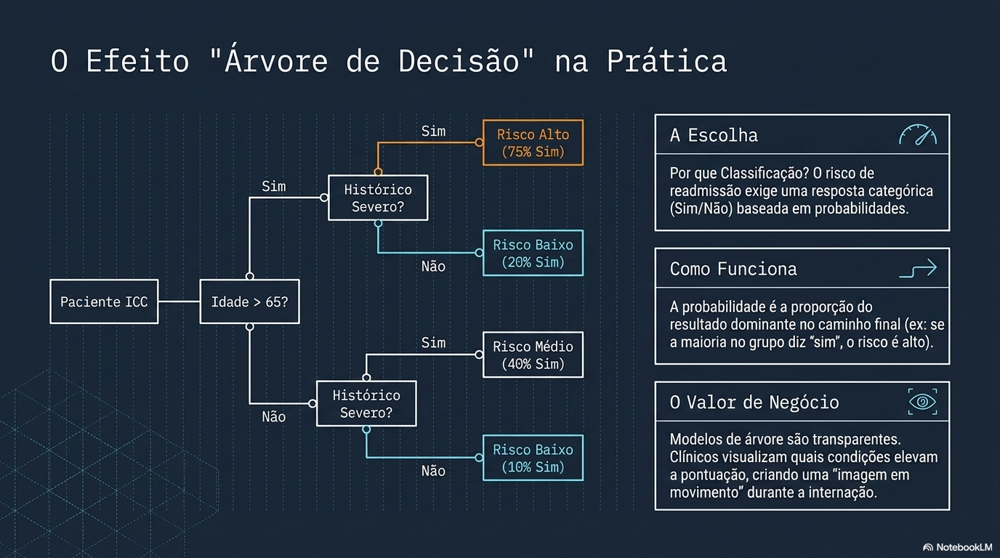 O Efeito "Árvore de Decisão" na Prática
Paciente ICC
Idade > 65?
Sim
Histórico
Severo?
Sim
Risco Alto
(75% Sim)
Não
Risco Baixo
(20% Sim)
Não
Histórico
Severo?
Sim
Risco Médio
(40% Sim)
Não
Risco Baixo
(10% Sim)
A Escolha
Por que Classificação? O risco de
readmissão exige uma resposta categórica
(Sim/Não) baseada em probabilidades.
Como Funciona
A probabilidade é a proporção do
resultado dominante no caminho final (ex: se
a maioria no grupo diz “sim”, o risco é alto).
O Valor de Negócio
Modelos de árvore são transparentes.
Clínicos visualizam quais condições elevam
a pontuação, criando uma “imagem em
movimento” durante a internação.
NotebookLM